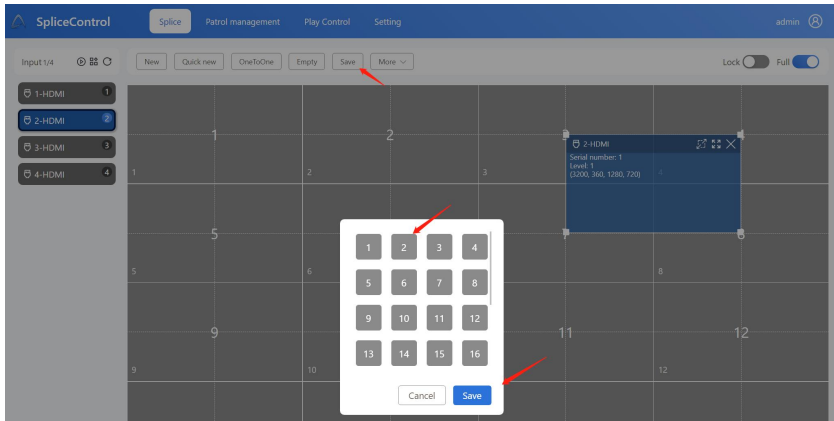 SpliceControl Splice Patrol management Play Control Setting admin
Input 1/4 New Quick new OneToOne Empty Save More Lock Full
1-HDMI 1
2-HDMI 2
3-HDMI 3
4-HDMI 4
1 2 3 4
2-HDMI
Serial number: 1
Level: 1
(3200, 360, 1280, 720)
1 2 3 4
5 7 8
1 2 3 4
5 6 8
5 6 7 8
9 10 11 12
9 11 12
13 14 15 16
9 10 12
Cancel Save